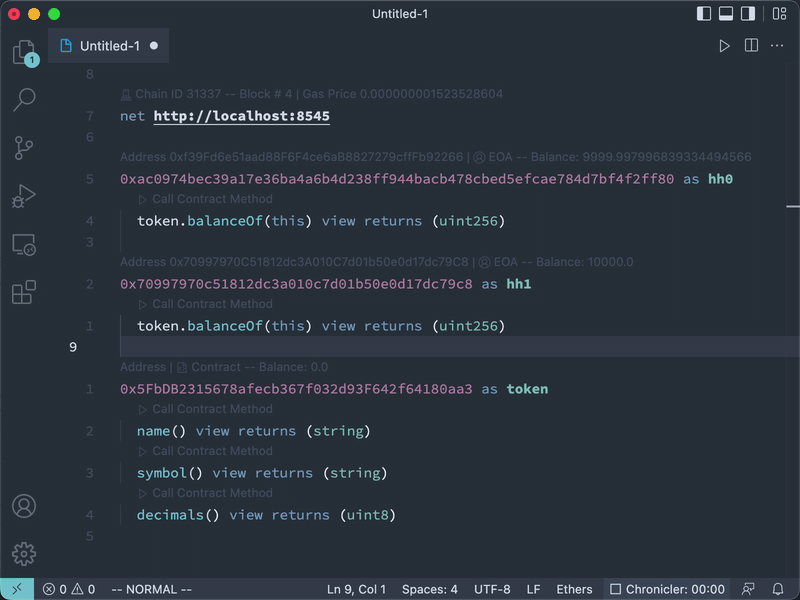 Untitled-1
1
Untitled-1
8
Chain ID 31337 -- Block # 4 | Gas Price 0.000000001523528604
7 net http://localhost:8545
6
Address 0xf39Fd6e51aad88F6F4ce6aB8827279cffFb92266 | EOA -- Balance: 9999.997996839334494566
5 0xac0974bec39a17e36ba4a6b4d238ff944bacb478cbed5efcae784d7bf4f2ff80 as hh0
Call Contract Method
4 token.balanceOf(this) view returns (uint256)
3
Address 0x70997970C51812dc3A010C7d01b50e0d17dc79C8 | EOA -- Balance: 10000.0
2 0x70997970c51812dc3a010c7d01b50e0d17dc79c8 as hh1
Call Contract Method
1 token.balanceOf(this) view returns (uint256)
9
Address | Contract -- Balance: 0.0
1 0x5FbDB2315678afecb367f032d93F642f64180aa3 as token
Call Contract Method
2 name() view returns (string)
Call Contract Method
3 symbol() view returns (string)
Call Contract Method
4 decimals() view returns (uint8)
5
0 0 -- NORMAL -- Ln 9, Col 1 Spaces: 4 UTF-8 LF Ethers Chronicler: 00:00